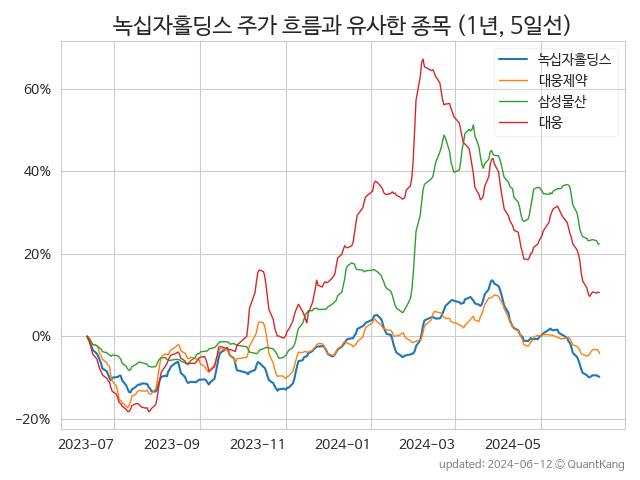 녹십자홀딩스 주가 흐름과 유사한 종목 (1년, 5일선)
녹십자홀딩스
대웅제약
삼성물산
대웅
60%
40%
20%
0%
−20%
2023-07
2023-09
2023-11
2024-01
2024-03
2024-05
updated: 2024-06-12 © QuantKang